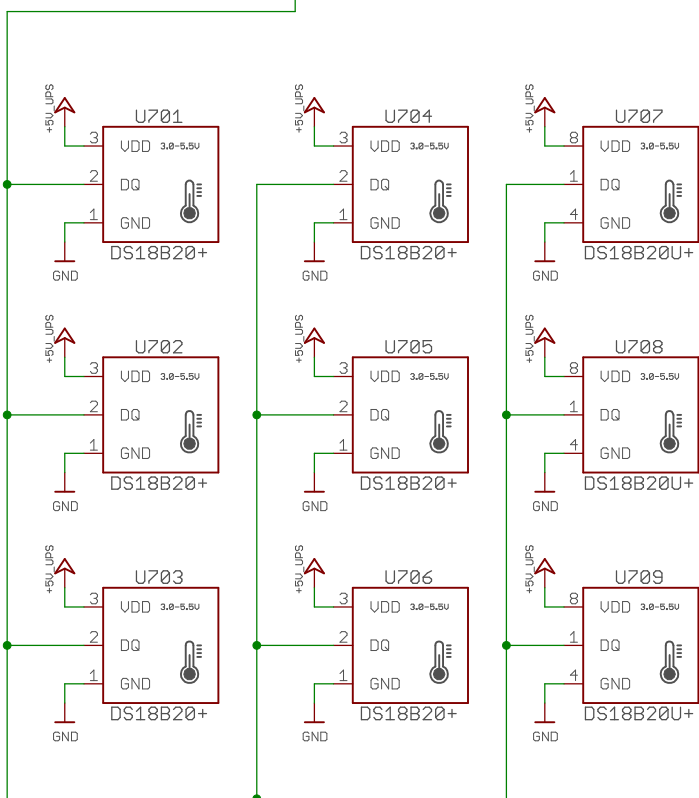 +5V_UPS
U701
3 VDD 3.0-5.5V
2 DQ
1 GND
DS18B20+
GND
+5V_UPS
U704
3 VDD 3.0-5.5V
2 DQ
1 GND
DS18B20+
GND
+5V_UPS
U707
8 VDD 3.0-5.5V
1 DQ
4 GND
DS18B20U+
GND
+5V_UPS
U702
3 VDD 3.0-5.5V
2 DQ
1 GND
DS18B20+
GND
+5V_UPS
U705
3 VDD 3.0-5.5V
2 DQ
1 GND
DS18B20+
GND
+5V_UPS
U708
8 VDD 3.0-5.5V
1 DQ
4 GND
DS18B20U+
GND
+5V_UPS
U703
3 VDD 3.0-5.5V
2 DQ
1 GND
DS18B20+
GND
+5V_UPS
U706
3 VDD 3.0-5.5V
2 DQ
1 GND
DS18B20+
GND
+5V_UPS
U709
8 VDD 3.0-5.5V
1 DQ
4 GND
DS18B20U+
GND